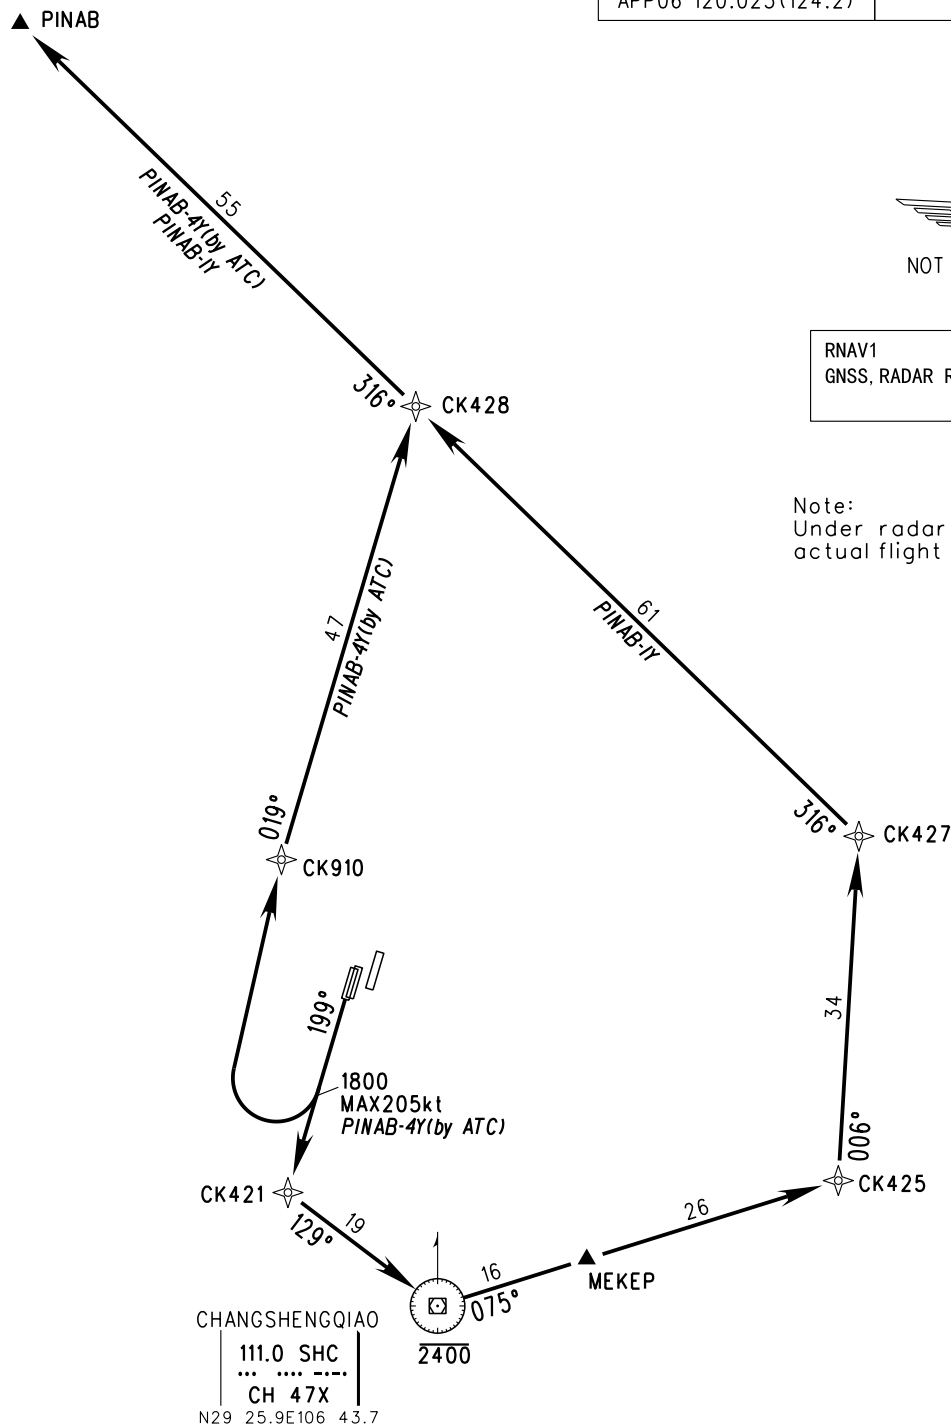 APP06 120.025(124.2)
PINAB
55
PINAB-4Y(by ATC)
PINAB-1Y
NOT
RNAV1
GNSS, RADAR R
316°
CK428
Note:
Under radar
actual flight
47
PINAB-4Y(by ATC)
61
PINAB-1Y
019°
316°
CK427
CK910
199°
34
1800
MAX205kt
PINAB-4Y(by ATC)
006°
CK421
CK425
129°
19
26
16
075°
MEKEP
CHANGSHENGQIAO
2400
111.0 SHC
CH 47X
N29 25.9E106 43.7